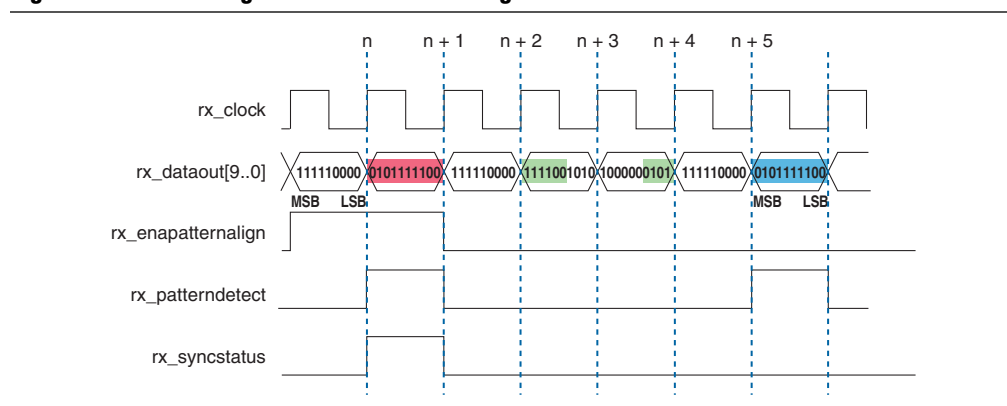 n n + 1 n + 2 n + 3 n + 4 n + 5
rx_clock
rx_dataout[9..0] 111110000 0101111100 111110000 1111001010 1000000101 111110000 0101111100
MSB LSB MSB LSB
rx_enapatternalign
rx_patterndetect
rx_syncstatus